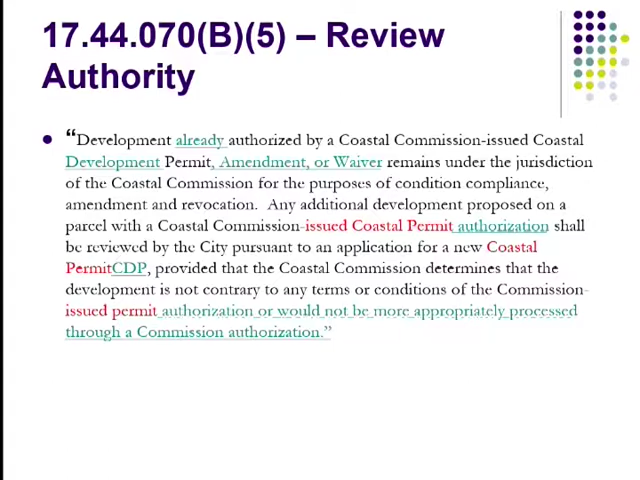 17.44.070(B)(5) – Review
Authority
“Development already authorized by a Coastal Commission-issued Coastal
Development Permit, Amendment, or Waiver remains under the jurisdiction
of the Coastal Commission for the purposes of condition compliance,
amendment and revocation. Any additional development proposed on a
parcel with a Coastal Commission-issued Coastal Permit authorization shall
be reviewed by the City pursuant to an application for a new Coastal
PermitCDP, provided that the Coastal Commission determines that the
development is not contrary to any terms or conditions of the Commission-
issued permit authorization or would not be more appropriately processed
through a Commission authorization.”